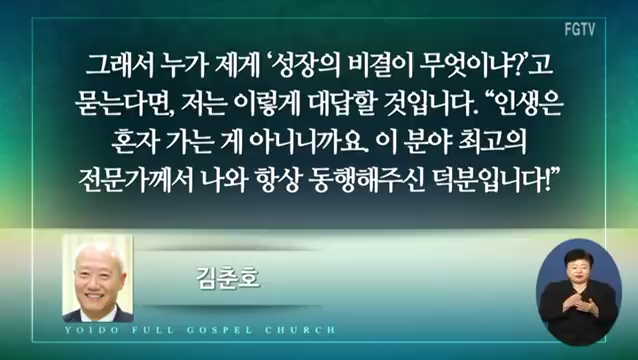 FGTV
그래서 누가 제게 ‘성장의 비결이 무엇이냐?’고
묻는다면, 저는 이렇게 대답할 것입니다. “인생은
혼자 가는 게 아니니까요. 이 분야 최고의
전문가께서 나와 항상 동행해주신 덕분입니다!”
김춘호
YOIDO FULL GOSPEL CHURCH